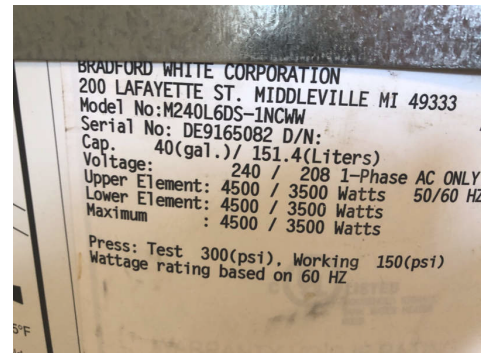 BRADFORD WHITE CORPORATION
200 LAFAYETTE ST. MIDDLEVILLE MI 49333
Model No:M240L6DS-1NCWW
Serial No: DE9165082 D/N:
Cap. 40(gal.)/ 151.4(Liters)
Voltage: 240 / 208 1-Phase AC ONLY
Upper Element: 4500 / 3500 Watts 50/60 HZ
Lower Element: 4500 / 3500 Watts
Maximum : 4500 / 3500 Watts
Press: Test 300(psi), Working 150(psi)
Wattage rating based on 60 HZ
5°F